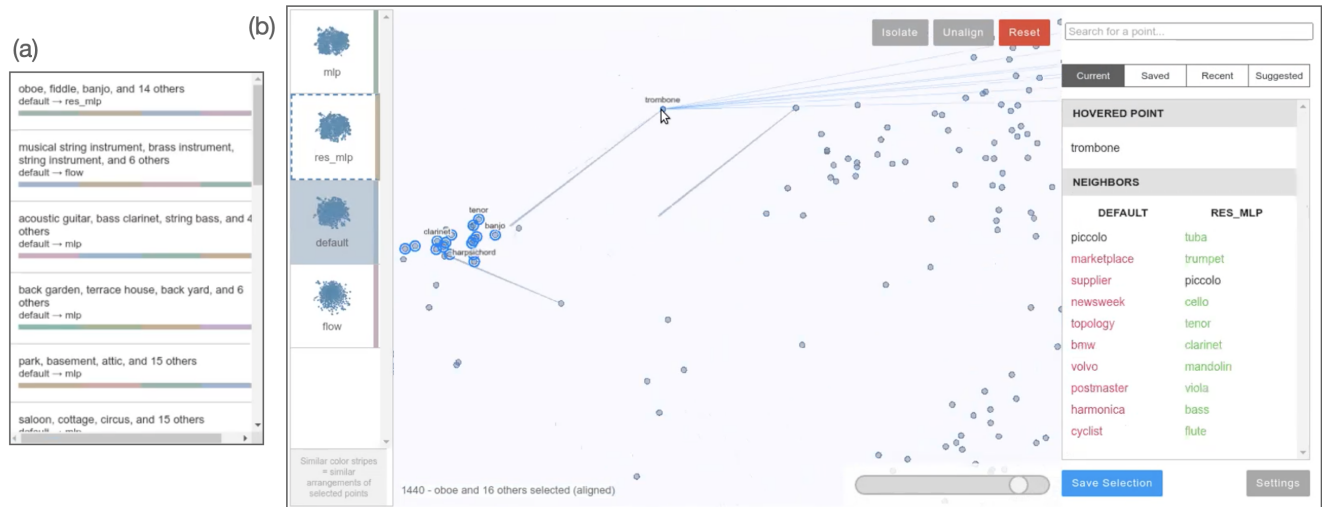 (a)
oboe, fiddle, banjo, and 14 others
default → res_mlp
musical string instrument, brass instrument,
string instrument, and 6 others
default → flow
acoustic guitar, bass clarinet, string bass, and 4
others
default → mlp
back garden, terrace house, back yard, and 6
others
default → mlp
park, basement, attic, and 15 others
default → mlp
saloon, cottage, circus, and 15 others
(b)
mlp
res_mlp
default
flow
Similar color stripes
= similar
arrangements of
selected points
Isolate
Unalign
Reset
trombone
tenor
banjo
clarinet
harpsichord
1440 - oboe and 16 others selected (aligned)
Search for a point...
Current
Saved
Recent
Suggested
HOVERED POINT
trombone
NEIGHBORS
DEFAULT RES_MLP
piccolo tuba
marketplace trumpet
supplier piccolo
newsweek cello
topology tenor
bmw clarinet
volvo mandolin
postmaster viola
harmonica bass
cyclist flute
Save Selection
Settings